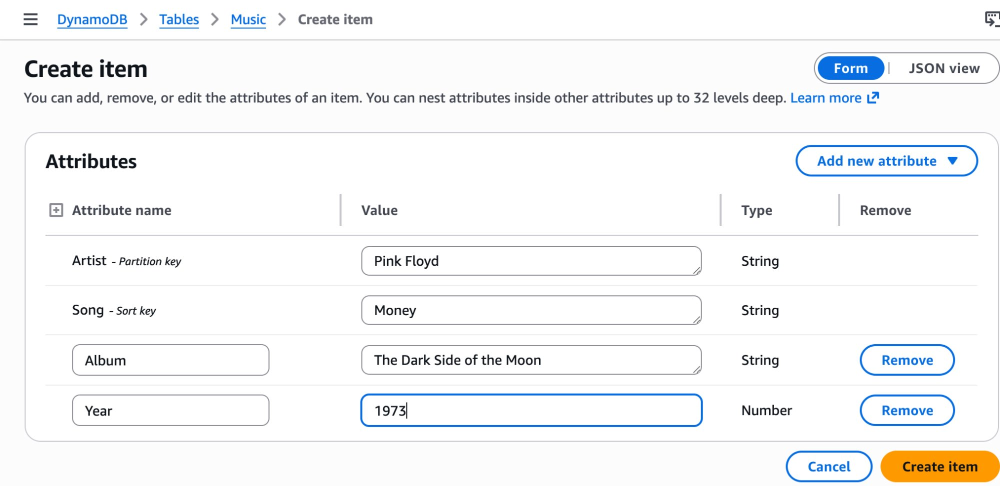 DynamoDB > Tables > Music > Create item
Create item
Form | JSON view
You can add, remove, or edit the attributes of an item. You can nest attributes inside other attributes up to 32 levels deep. Learn more
Attributes
Add new attribute
Attribute name Value Type Remove
Artist - Partition key Pink Floyd String
Song - Sort key Money String
Album The Dark Side of the Moon String Remove
Year 1973 Number Remove
Cancel Create item